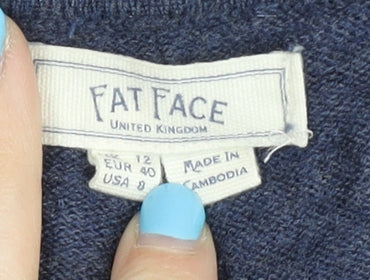 FAT FACE
UNITED KINGDOM
12
EUR 40
USA 8
MADE IN
CAMBODIA